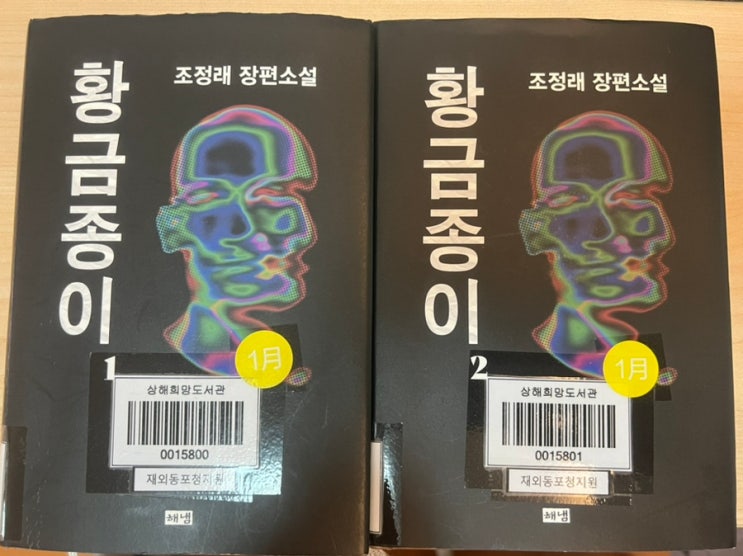 조정래 장편소설
황금종이
1
1月
상해희망도서관
0015800
재외동포청지원
해냄
조정래 장편소설
황금종이
2
1月
상해희망도서관
0015801
재외동포청지원
해냄